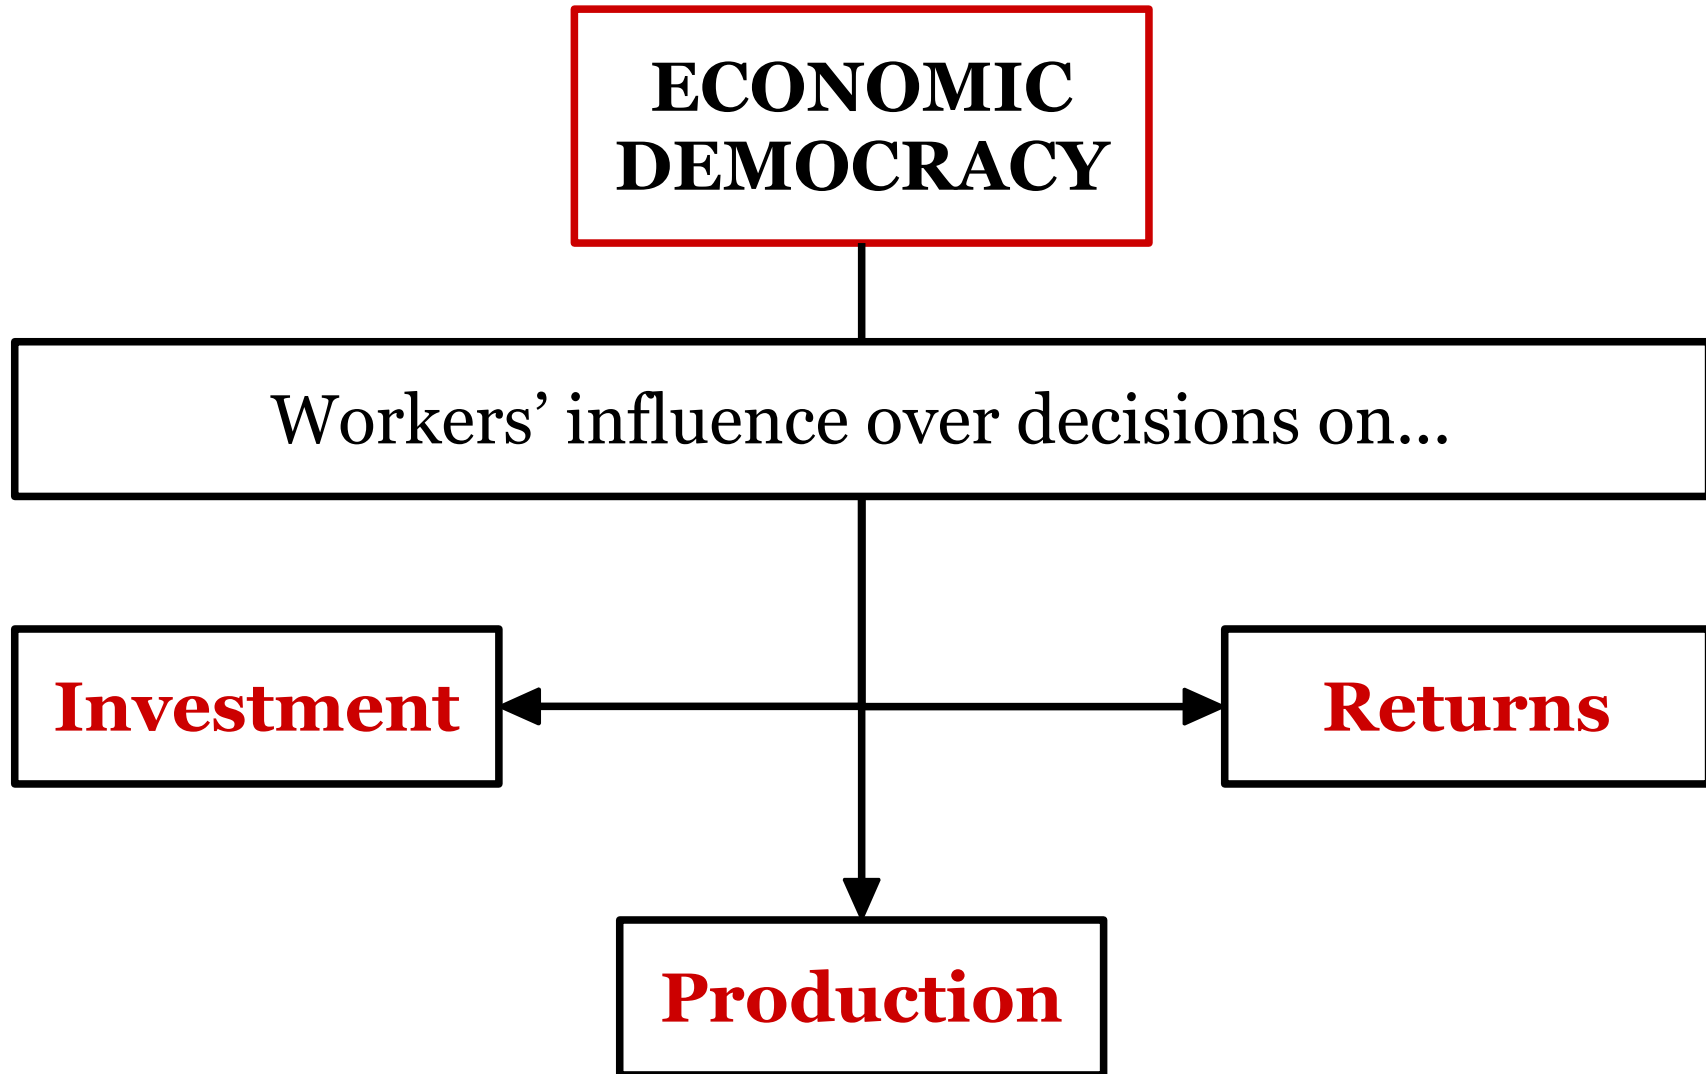 ECONOMIC
DEMOCRACY
Workers’ influence over decisions on...
Investment
Returns
Production